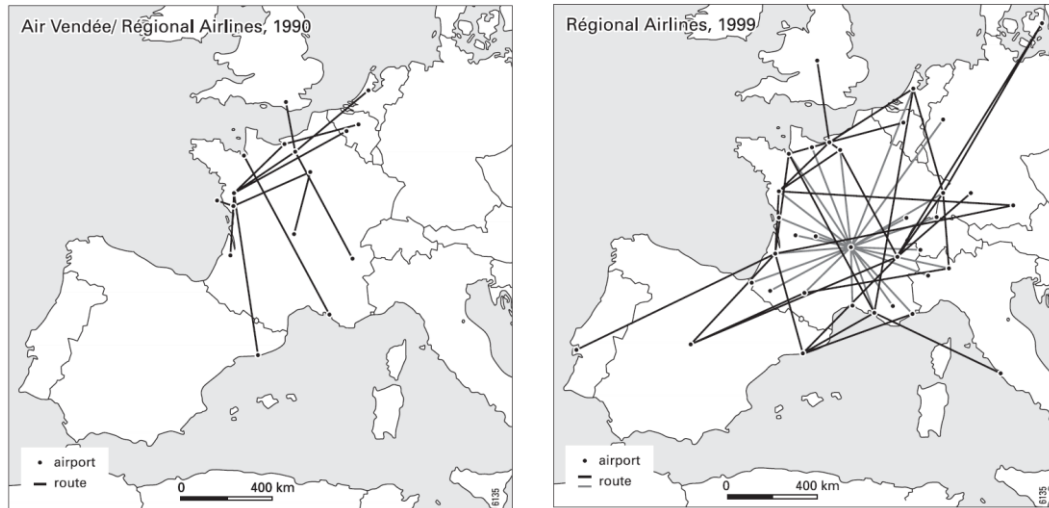 Air Vendée/ Régional Airlines, 1990
airport
route
0 400 km
6135
Régional Airlines, 1999
airport
route
0 400 km
6135